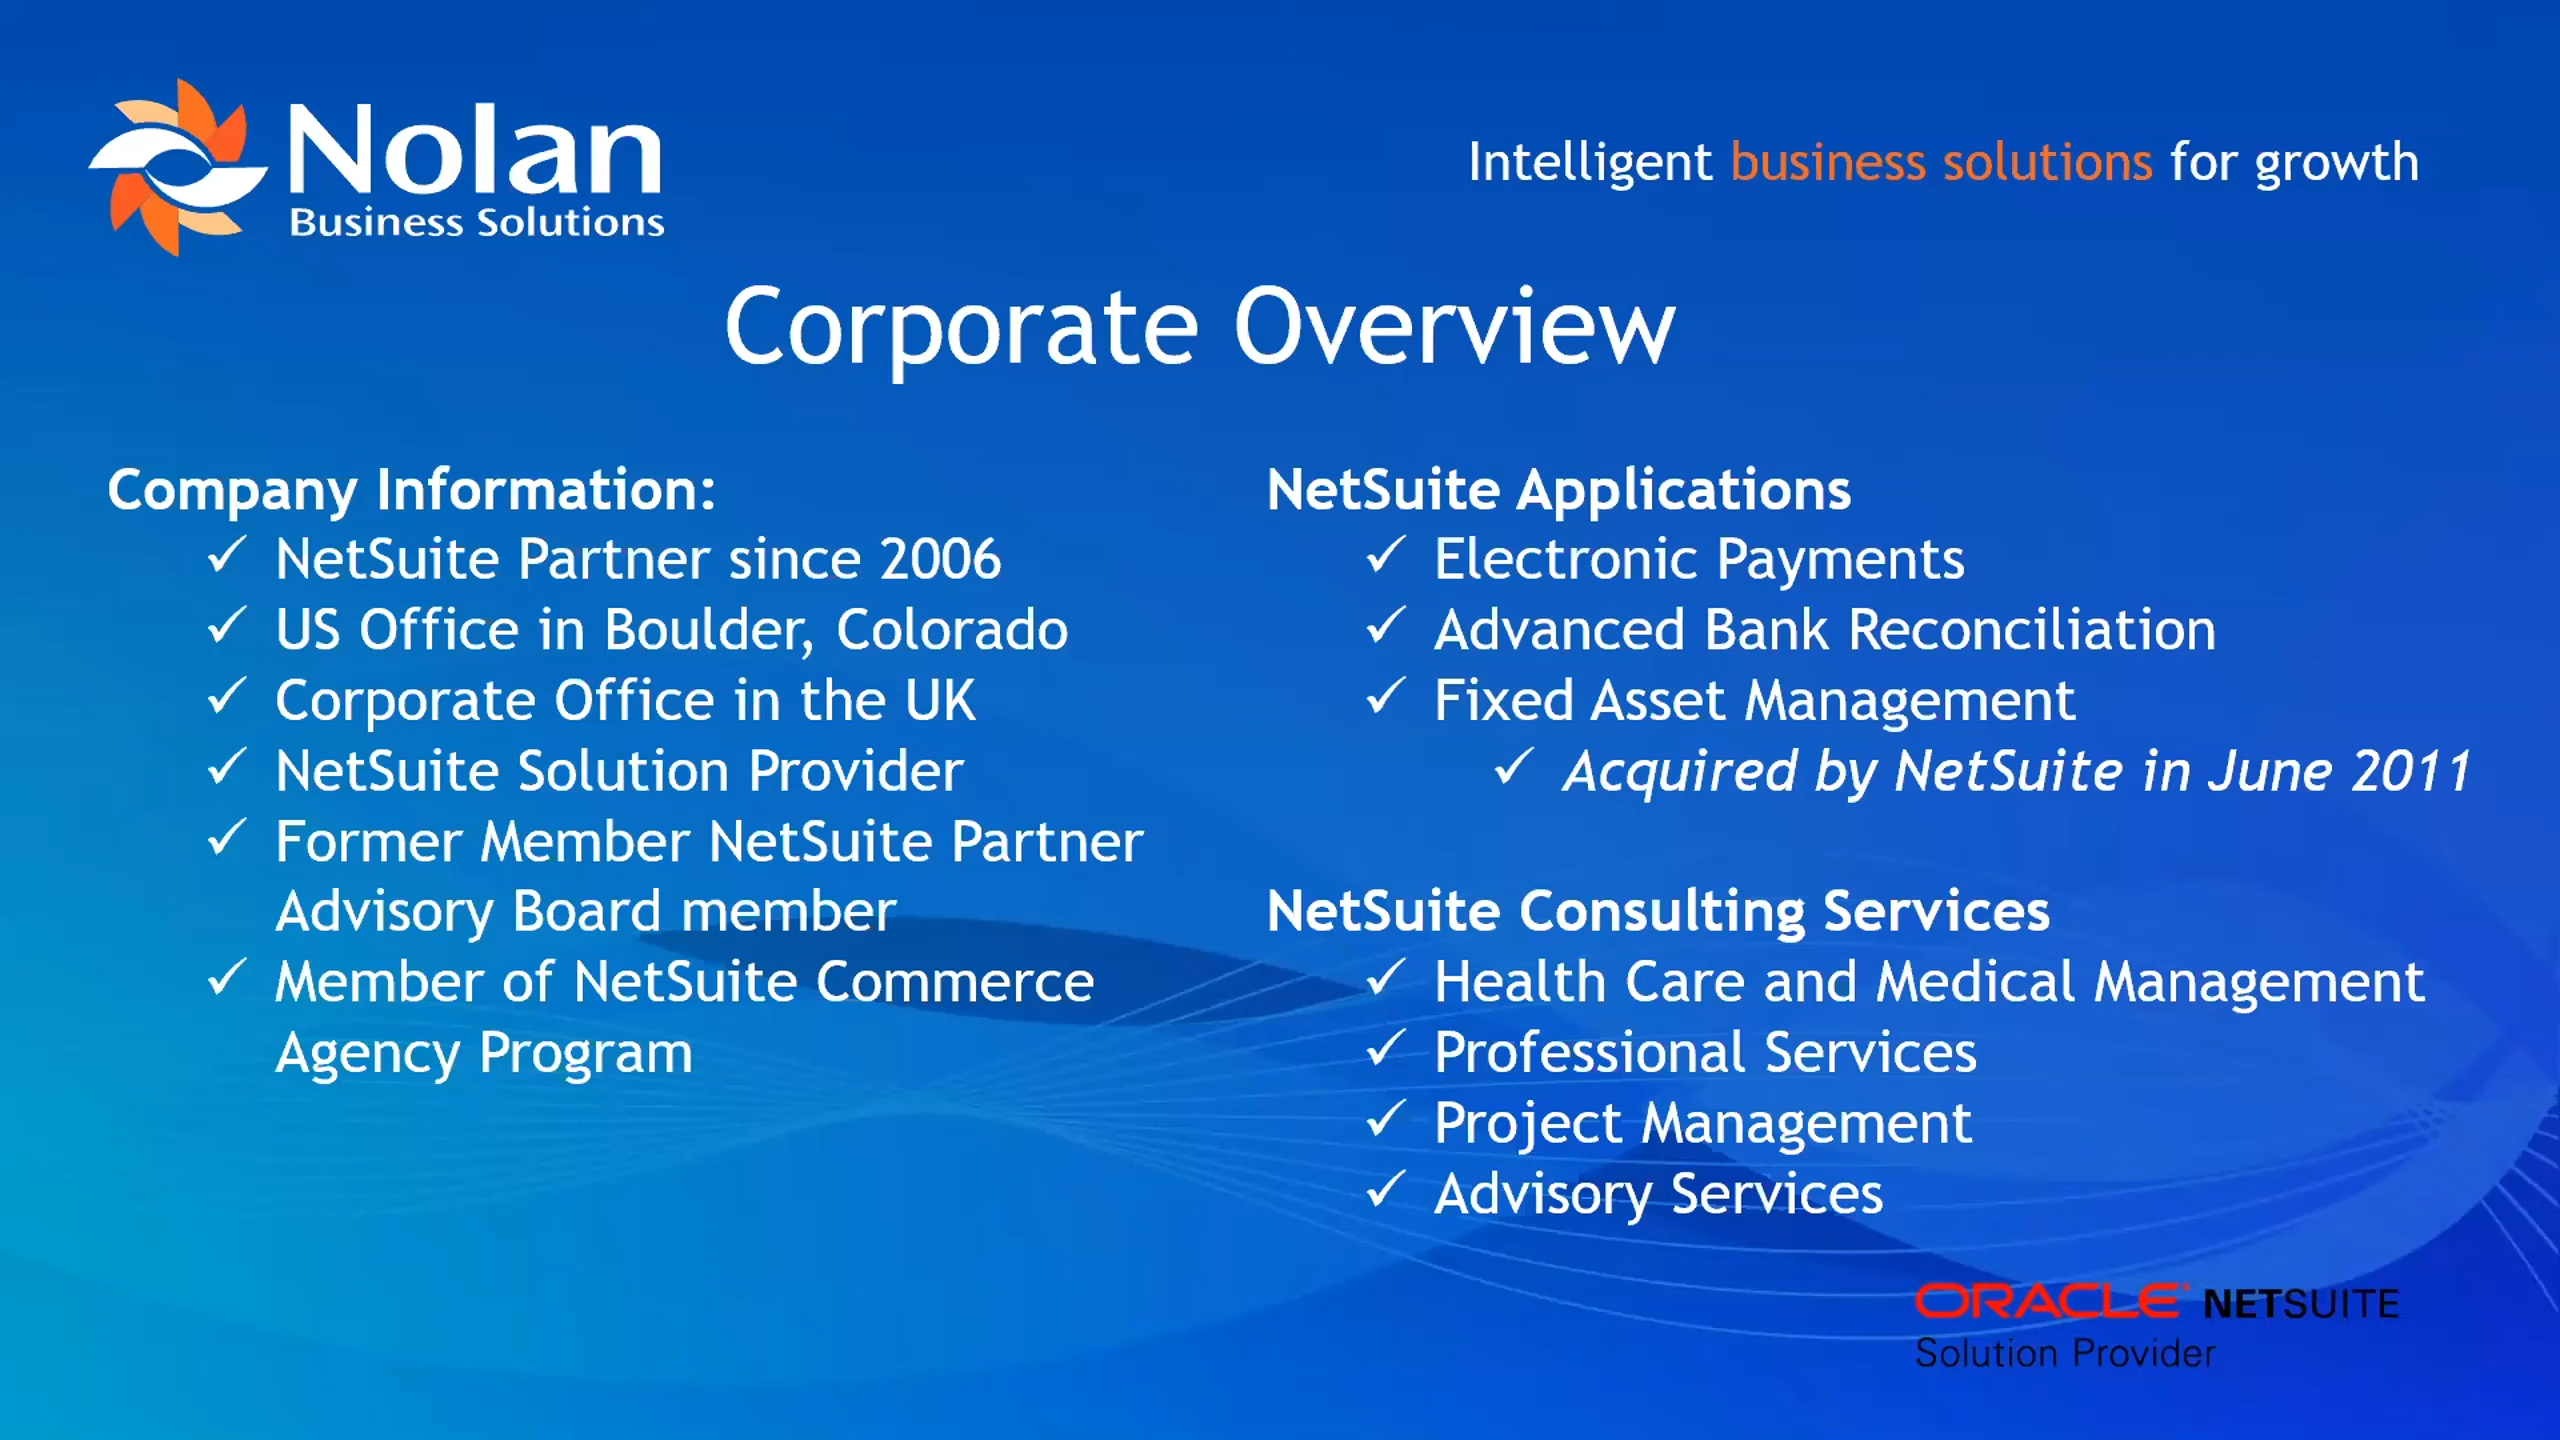 Nolan
Business Solutions
Intelligent business solutions for growth
Corporate Overview
Company Information:
✓ NetSuite Partner since 2006
✓ US Office in Boulder, Colorado
✓ Corporate Office in the UK
✓ NetSuite Solution Provider
✓ Former Member NetSuite Partner
Advisory Board member
✓ Member of NetSuite Commerce
Agency Program
NetSuite Applications
✓ Electronic Payments
✓ Advanced Bank Reconciliation
✓ Fixed Asset Management
✓ Acquired by NetSuite in June 2011
NetSuite Consulting Services
✓ Health Care and Medical Management
✓ Professional Services
✓ Project Management
✓ Advisory Services
ORACLE NETSUITE
Solution Provider